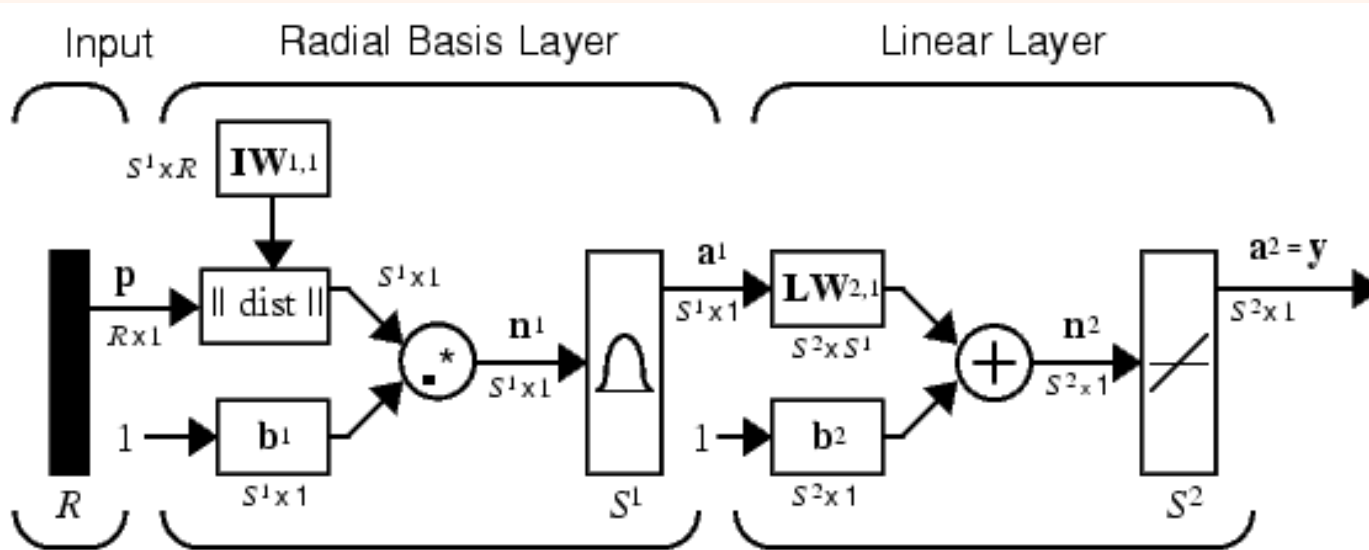 Input Radial Basis Layer Linear Layer
S¹xR IW1,1
p
Rx1
|| dist ||
S¹x1
1
b1
S¹x1
.*
n1
S¹x1
S¹
a1
S¹x1
LW2,1
S²xS¹
1
b2
S²x1
+
n2
S²x1
a2 = y
S²x1
R
S²